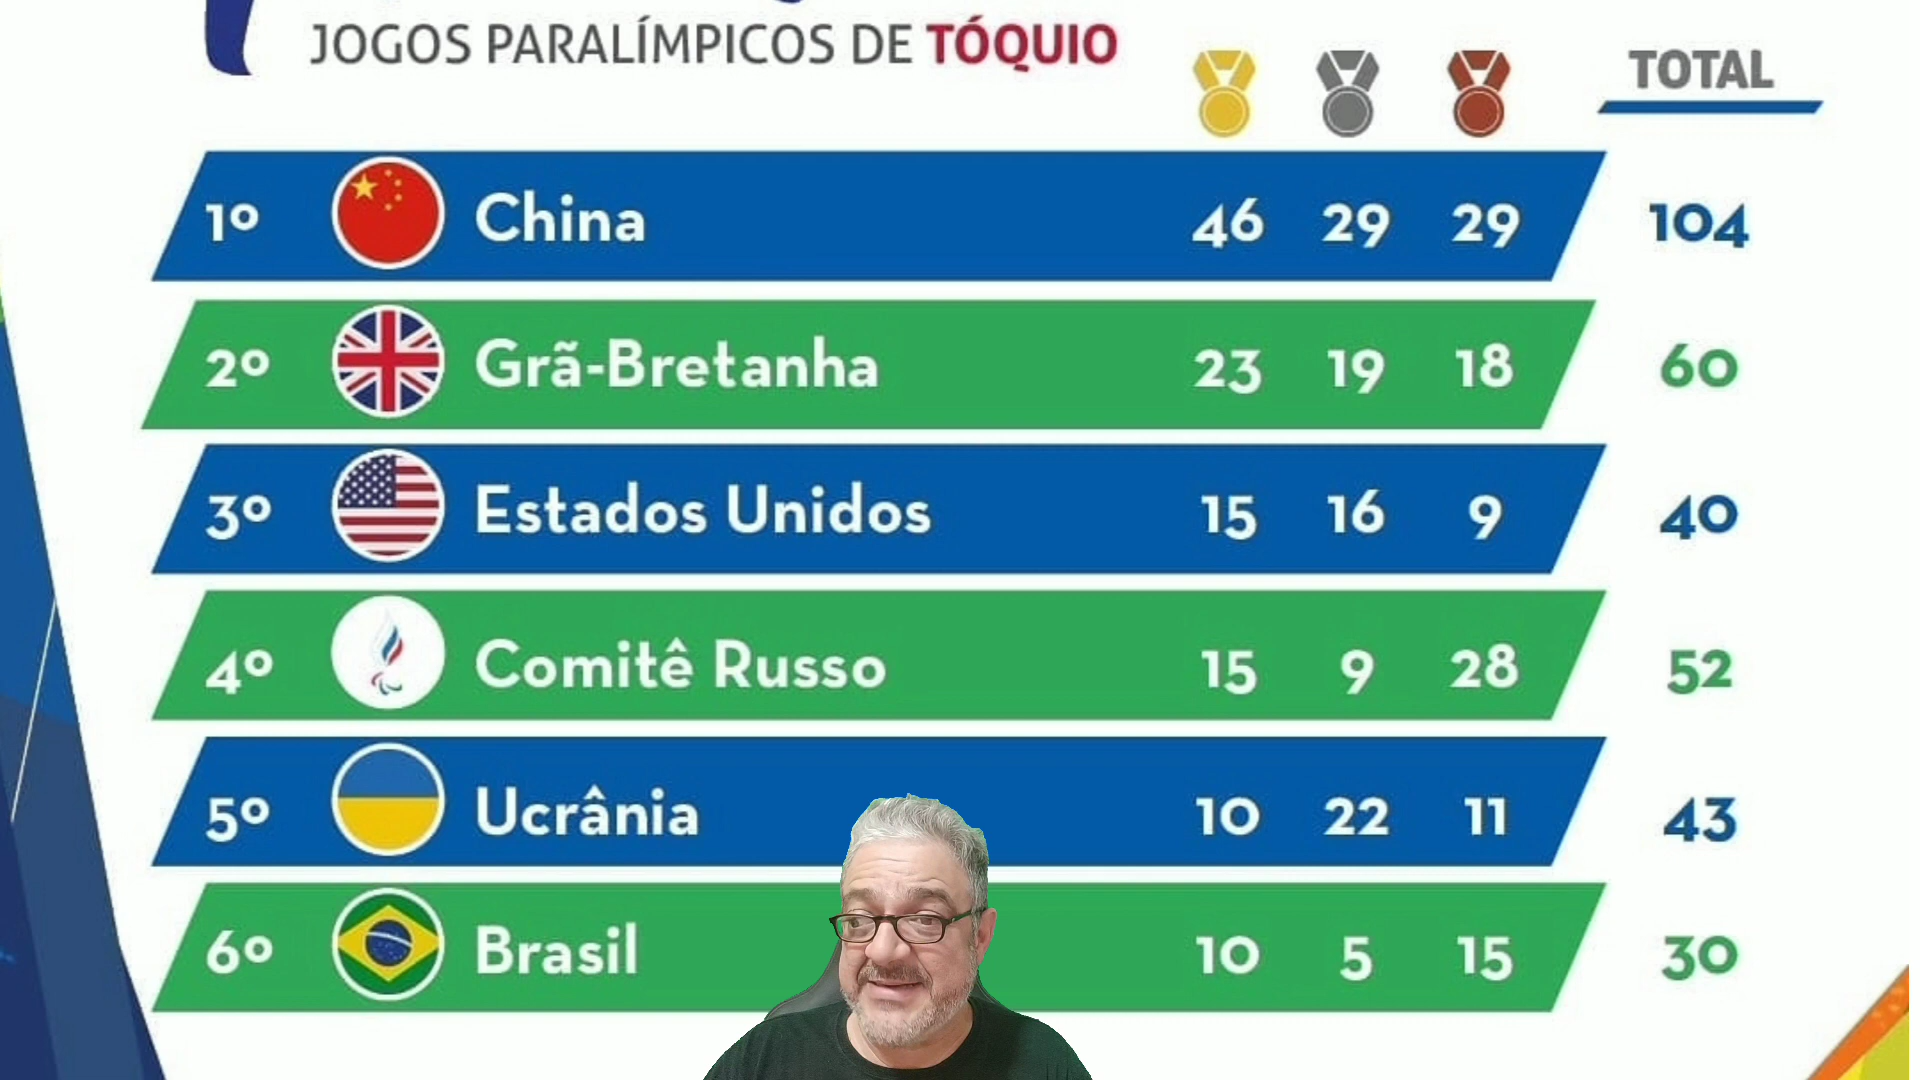 JOGOS PARALÍMPICOS DE TÓQUIO
TOTAL
1º China 46 29 29 104
2º Grã-Bretanha 23 19 18 60
3º Estados Unidos 15 16 9 40
4º Comitê Russo 15 9 28 52
5º Ucrânia 10 22 11 43
6º Brasil 10 5 15 30